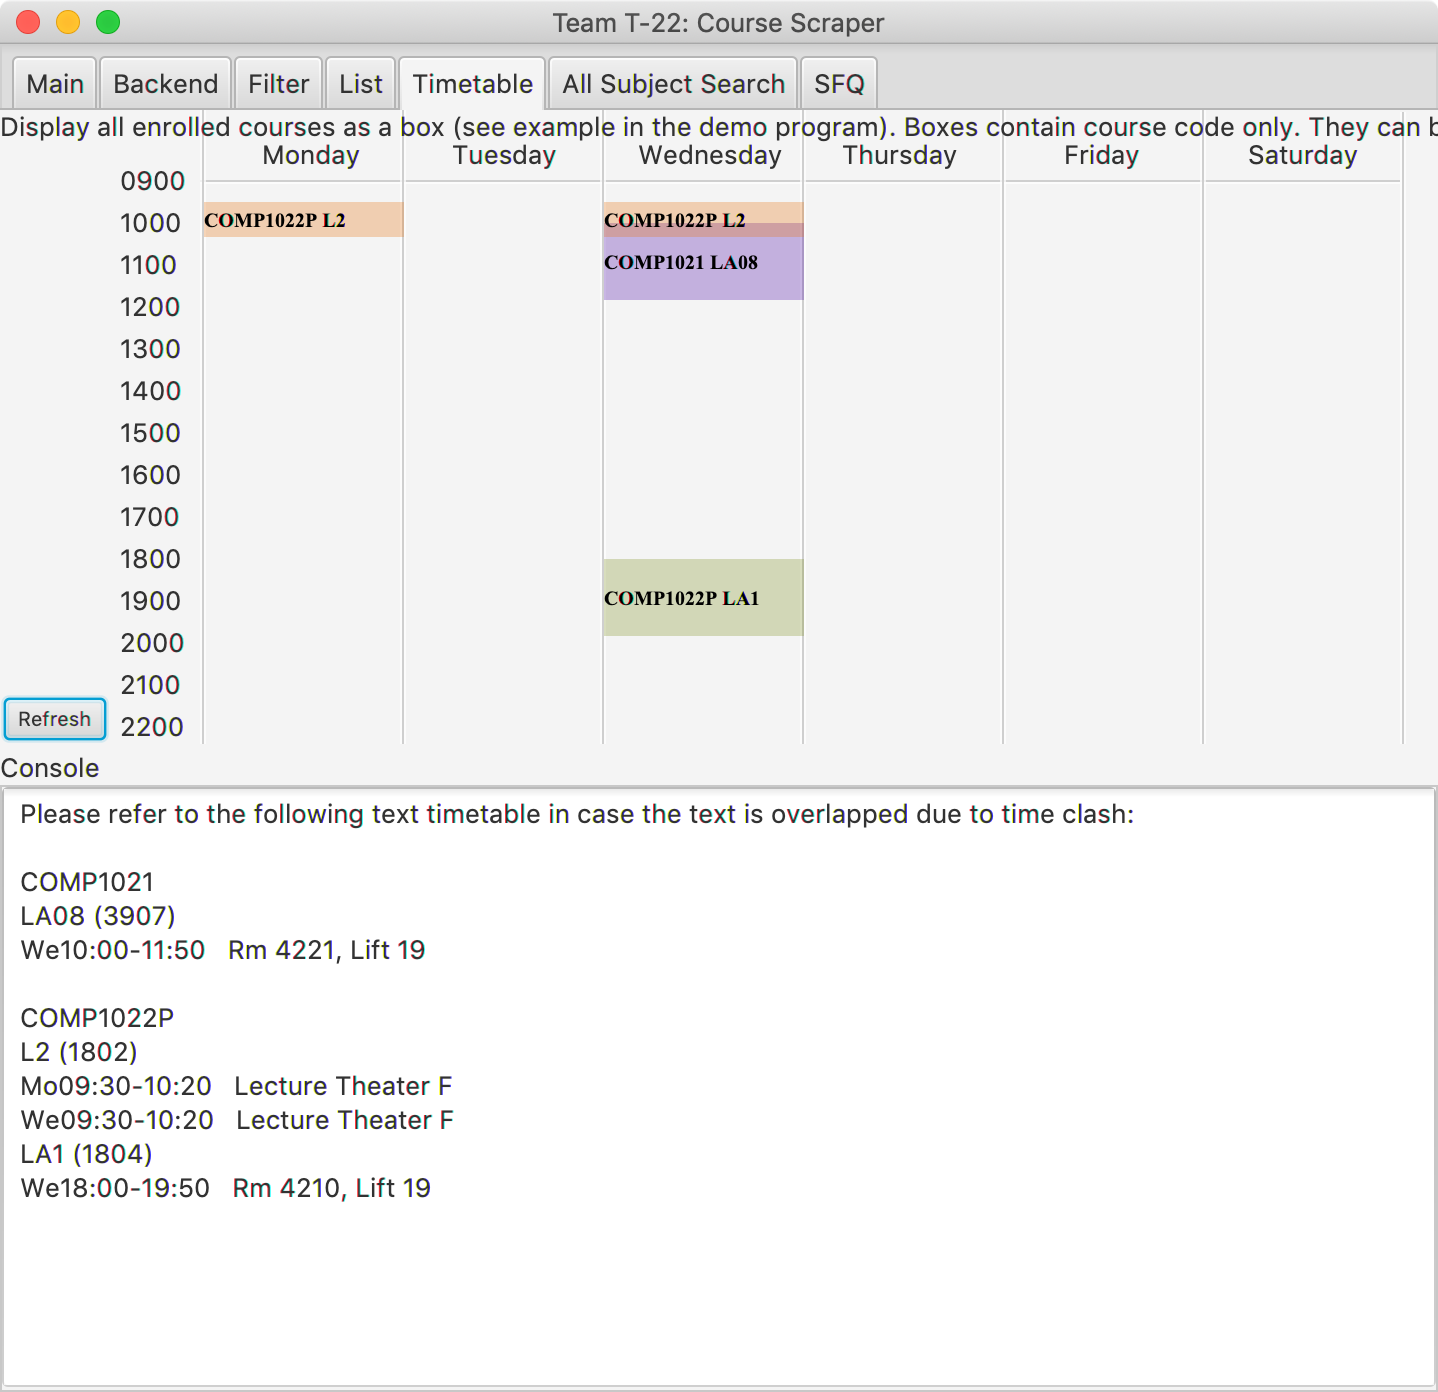 Team T-22: Course Scraper
Main Backend Filter List Timetable All Subject Search SFQ
Display all enrolled courses as a box (see example in the demo program). Boxes contain course code only. They can b
Monday Tuesday Wednesday Thursday Friday Saturday
0900
1000 COMP1022P L2 COMP1022P L2
1100 COMP1021 LA08
1200
1300
1400
1500
1600
1700
1800
1900 COMP1022P LA1
2000
2100
Refresh
2200
Console
Please refer to the following text timetable in case the text is overlapped due to time clash:
COMP1021
LA08 (3907)
We10:00-11:50 Rm 4221, Lift 19
COMP1022P
L2 (1802)
Mo09:30-10:20 Lecture Theater F
We09:30-10:20 Lecture Theater F
LA1 (1804)
We18:00-19:50 Rm 4210, Lift 19